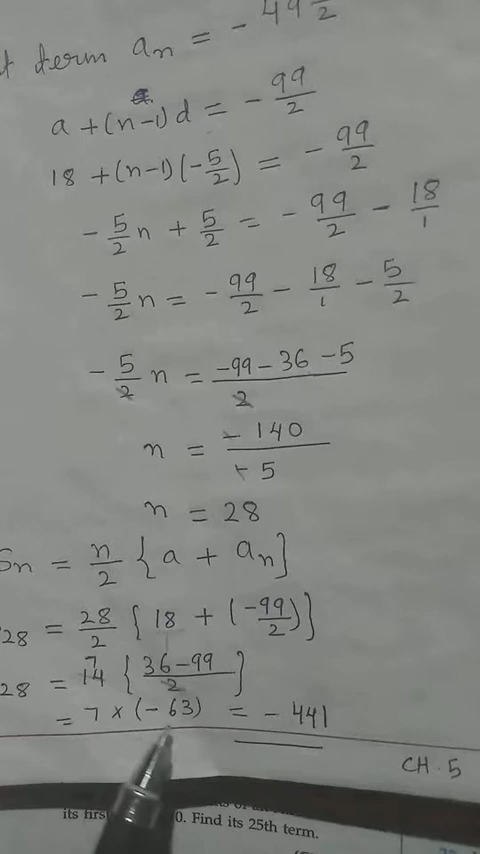 term an = - 49 1/2
a + (n-1)d = - 99/2
18 + (n-1)(-5/2) = - 99/2
- 5/2 n + 5/2 = - 99/2 - 18/1
- 5/2 n = - 99/2 - 18/1 - 5/2
- 5/2 n = -99-36-5/2
n = -140/-5
n = 28
Sn = n/2 {a + an}
28 = 28/2 {18 + (-99/2)}
28 = 14 7 {36-99/2}
= 7 × (-63) = - 441
CH.5
its firs 0. Find its 25th term.